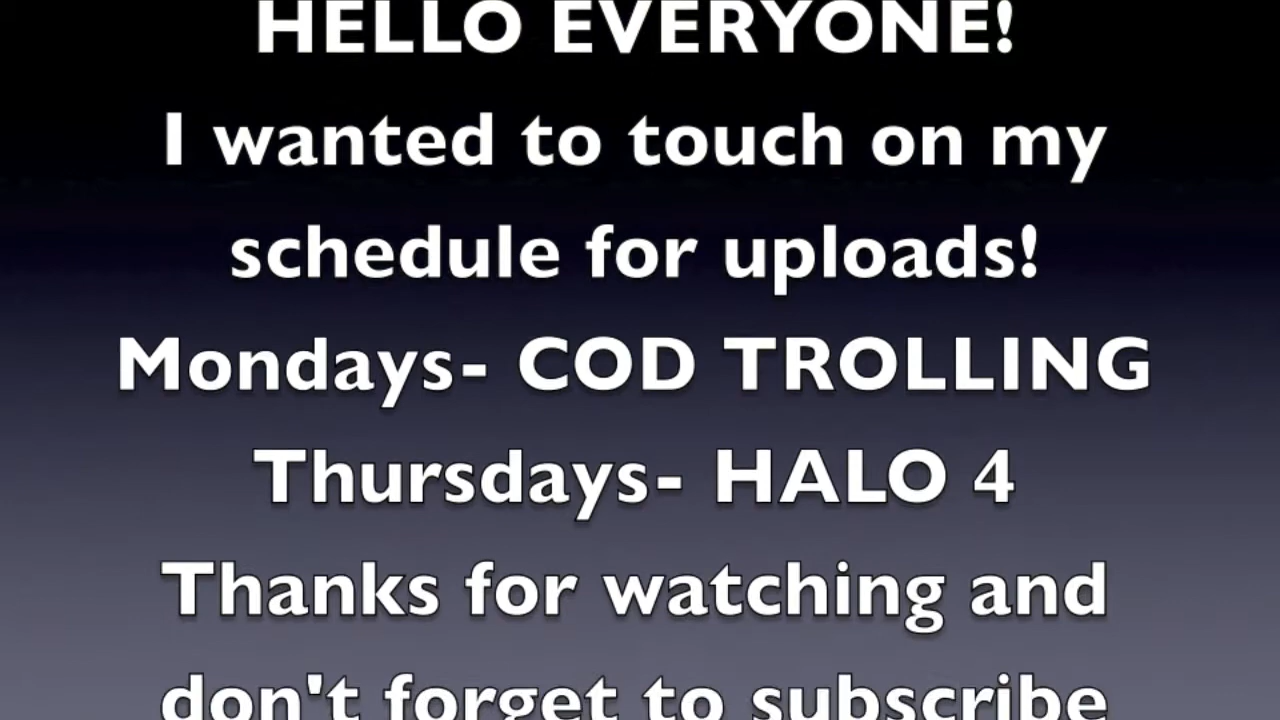 HELLO EVERYONE!
I wanted to touch on my
schedule for uploads!
Mondays- COD TROLLING
Thursdays- HALO 4
Thanks for watching and
don't forget to subscribe